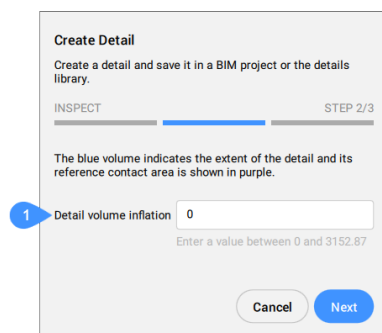 Create Detail
Create a detail and save it in a BIM project or the details
library.
INSPECT STEP 2/3
The blue volume indicates the extent of the detail and its
reference contact area is shown in purple.
1 Detail volume inflation 0
Enter a value between 0 and 3152.87
Cancel Next